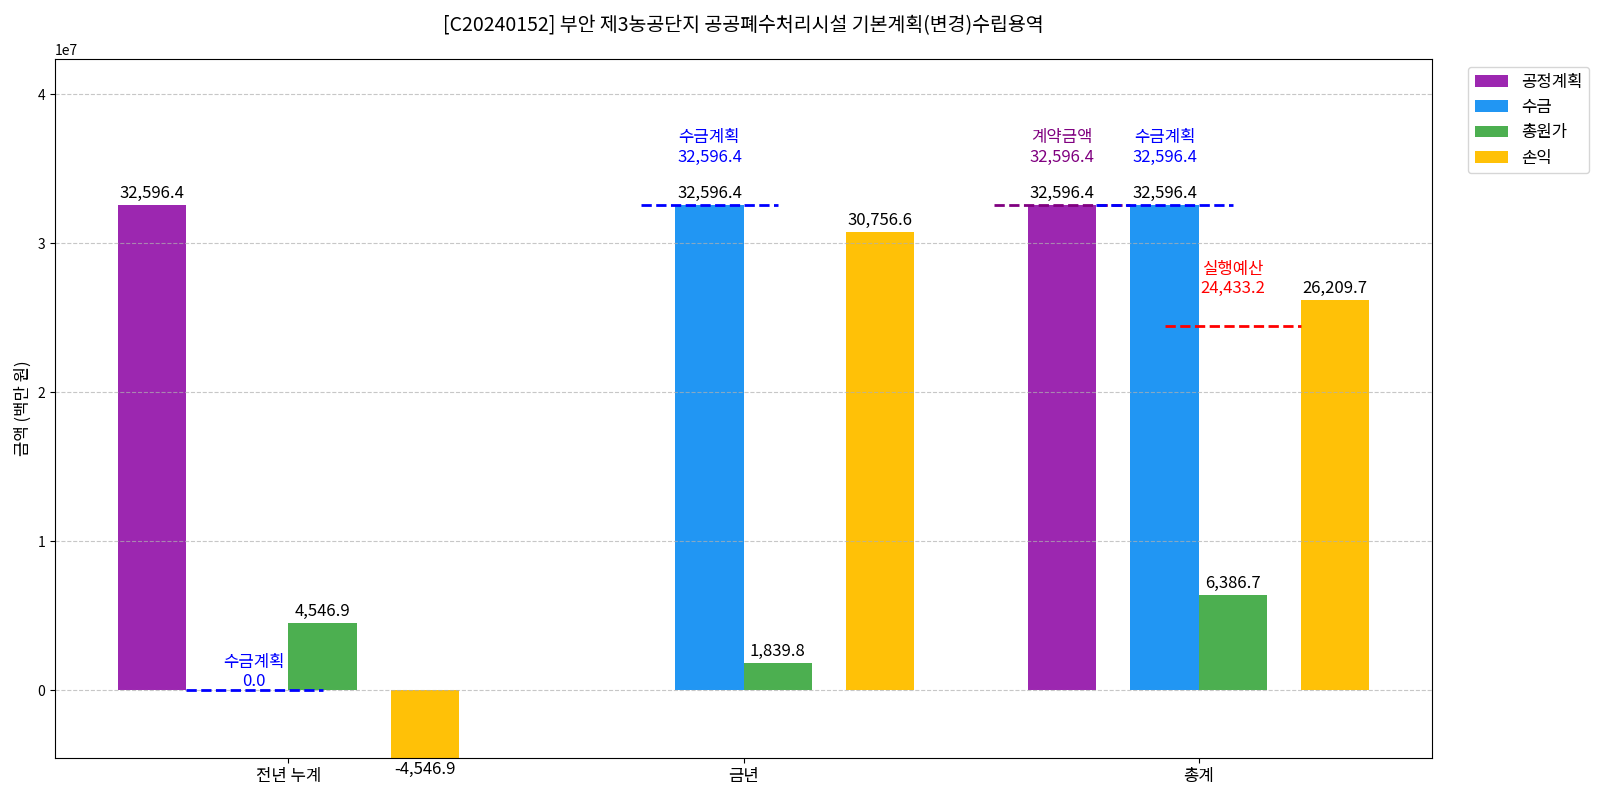 [C20240152] 부안 제3농공단지 공공폐수처리시설 기본계획(변경)수립용역
1e7
금액 (백만 원)
4
3
2
1
0
32,596.4
수금계획
0.0
4,546.9
-4,546.9
수금계획
32,596.4
32,596.4
1,839.8
30,756.6
계약금액
32,596.4
32,596.4
수금계획
32,596.4
32,596.4
실행예산
24,433.2
6,386.7
26,209.7
전년 누계
금년
총계
공정계획
수금
총원가
손익